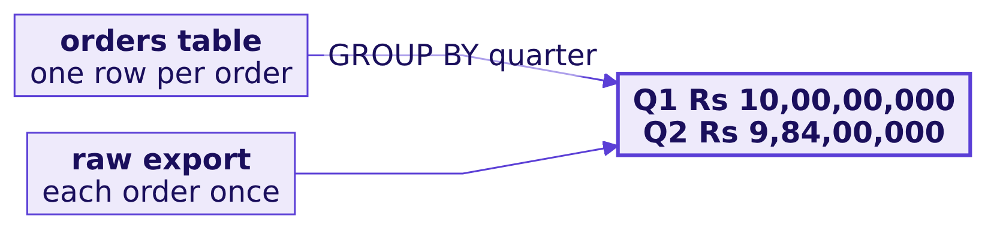 orders table
one row per order
GROUP BY quarter
Q1 Rs 10,00,00,000
Q2 Rs 9,84,00,000
raw export
each order once